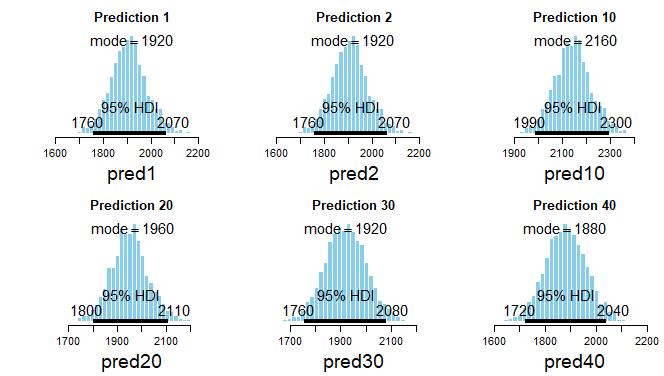 Prediction 1
mode = 1920
95% HDI
1760 2070
1600 1800 2000 2200
pred1
Prediction 2
mode = 1920
95% HDI
1760 2070
1600 1800 2000 2200
pred2
Prediction 10
mode = 2160
95% HDI
1990 2300
1900 2100 2300
pred10
Prediction 20
mode = 1960
95% HDI
1800 2110
1700 1900 2100
pred20
Prediction 30
mode = 1920
95% HDI
1760 2080
1700 1900 2100
pred30
Prediction 40
mode = 1880
95% HDI
1720 2040
1600 1800 2000 2200
pred40